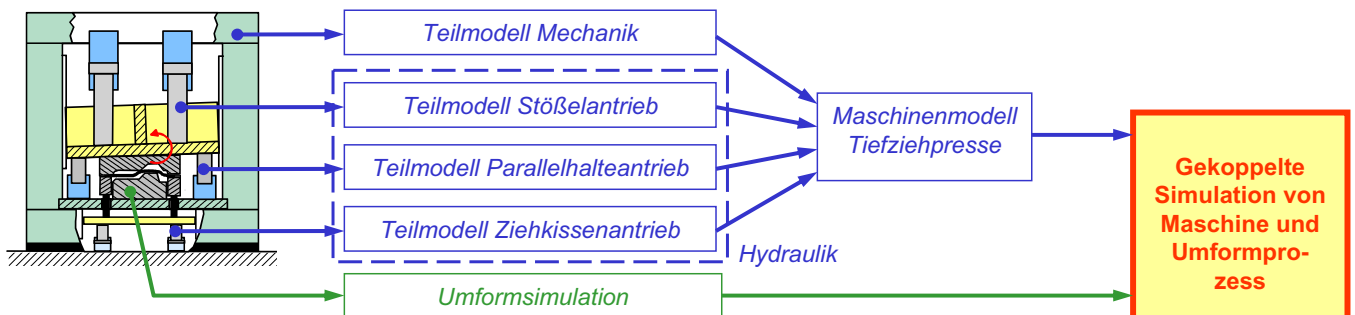 Teilmodell Mechanik
Teilmodell Stößelantrieb
Teilmodell Parallelhalteantrieb
Teilmodell Ziehkissenantrieb
Hydraulik
Umformsimulation
Maschinenmodell
Tiefziehpresse
Gekoppelte
Simulation von
Maschine und
Umformpro-
zess